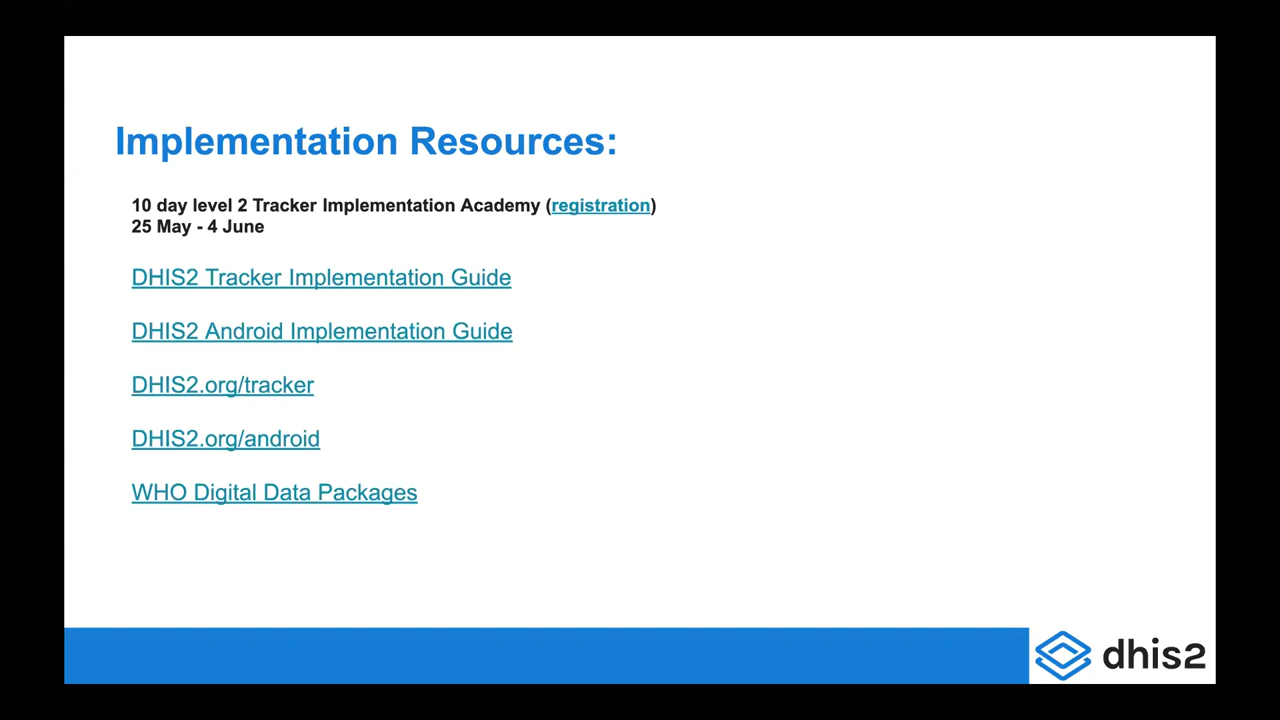 Implementation Resources:
10 day level 2 Tracker Implementation Academy (registration)
25 May - 4 June
DHIS2 Tracker Implementation Guide
DHIS2 Android Implementation Guide
DHIS2.org/tracker
DHIS2.org/android
WHO Digital Data Packages
dhis2